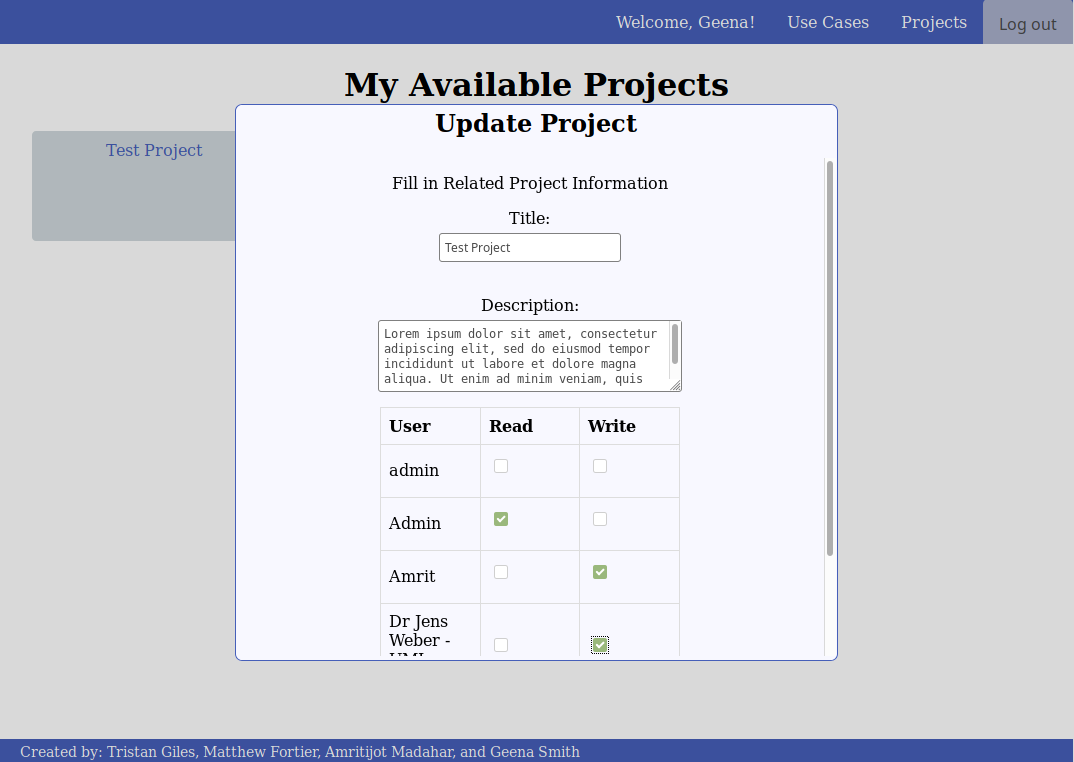 Welcome, Geena! Use Cases Projects Log out
My Available Projects
Test Project
Update Project
Fill in Related Project Information
Title:
Test Project
Description:
Lorem ipsum dolor sit amet, consectetur
adipiscing elit, sed do eiusmod tempor
incididunt ut labore et dolore magna
aliqua. Ut enim ad minim veniam, quis
User Read Write
admin
Admin
Amrit
Dr Jens
Weber -
Created by: Tristan Giles, Matthew Fortier, Amritijot Madahar, and Geena Smith